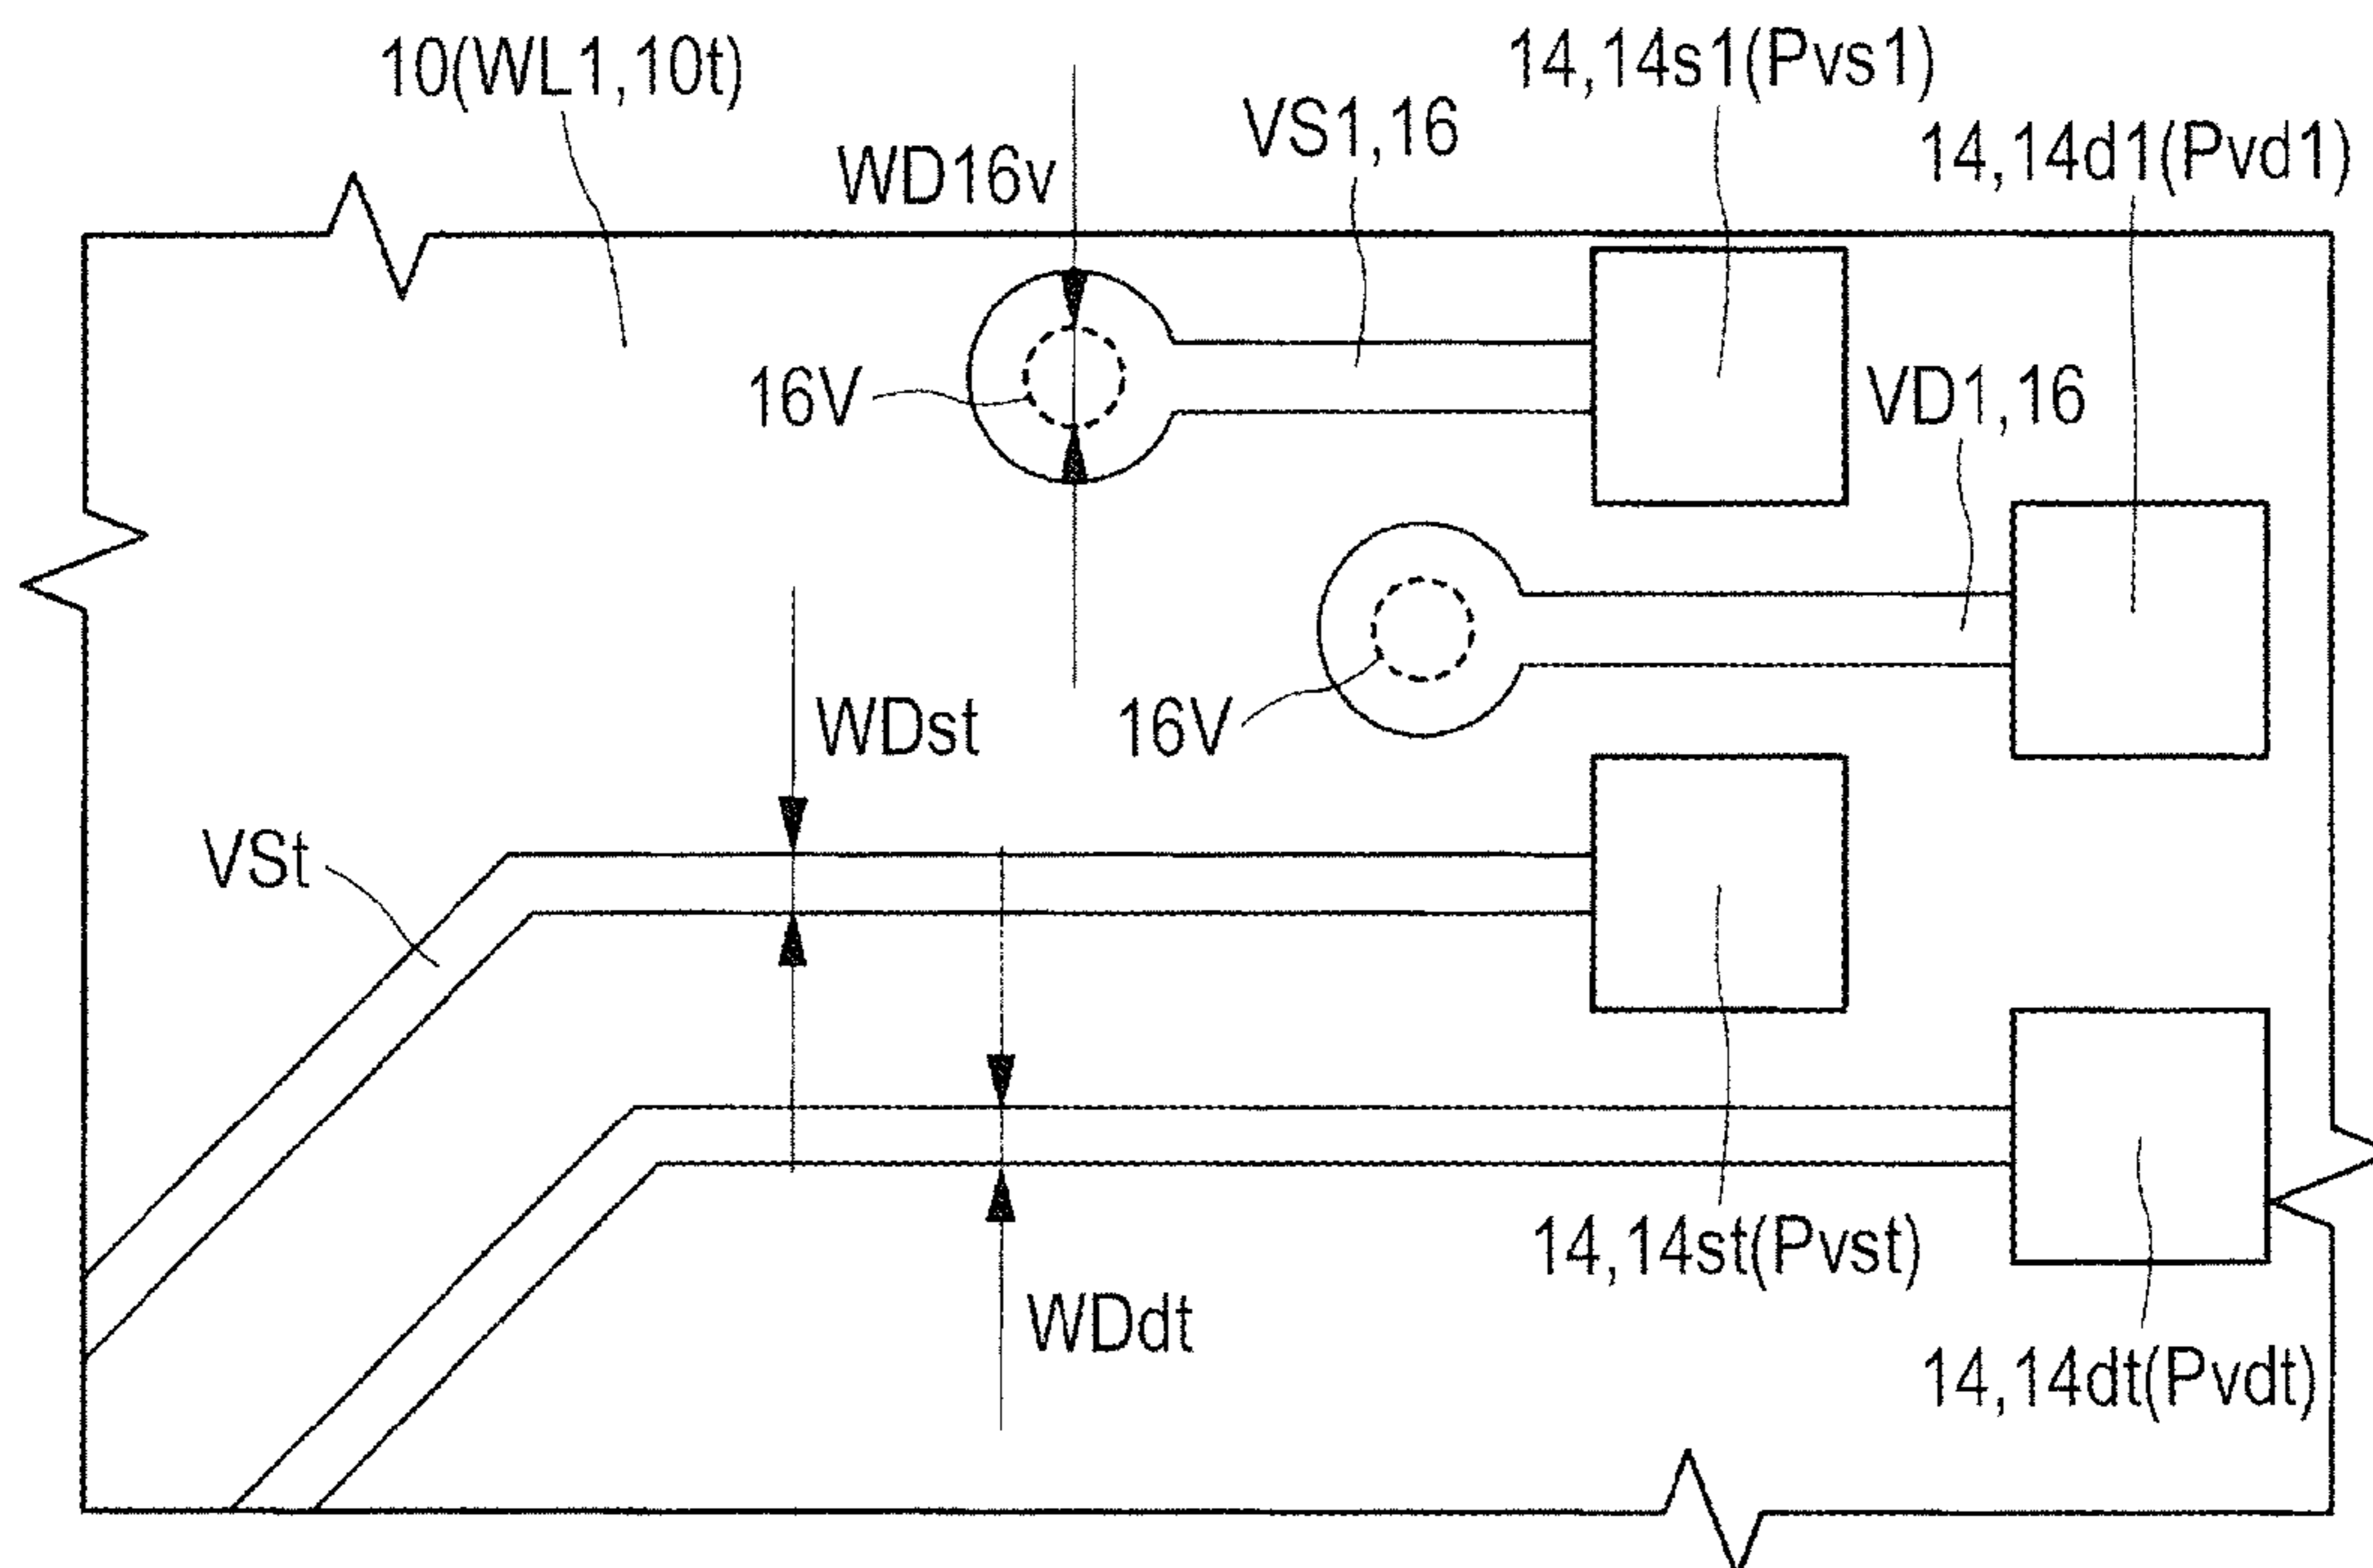 10(WL1,10t)
14,14s1(Pvs1)
VS1,16
14,14d1(Pvd1)
WD16v
16V
VD1,16
WDst
16V
VSt
14,14st(Pvst)
WDdt
14,14dt(Pvdt)